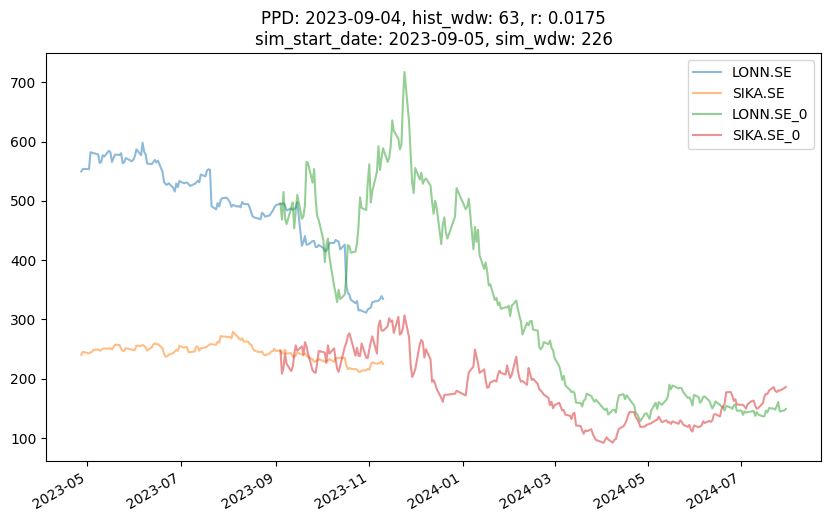 PPD: 2023-09-04, hist_wdw: 63, r: 0.0175
sim_start_date: 2023-09-05, sim_wdw: 226
LONN.SE
SIKA.SE
LONN.SE_0
SIKA.SE_0
700
600
500
400
300
200
100
2023-05
2023-07
2023-09
2023-11
2024-01
2024-03
2024-05
2024-07